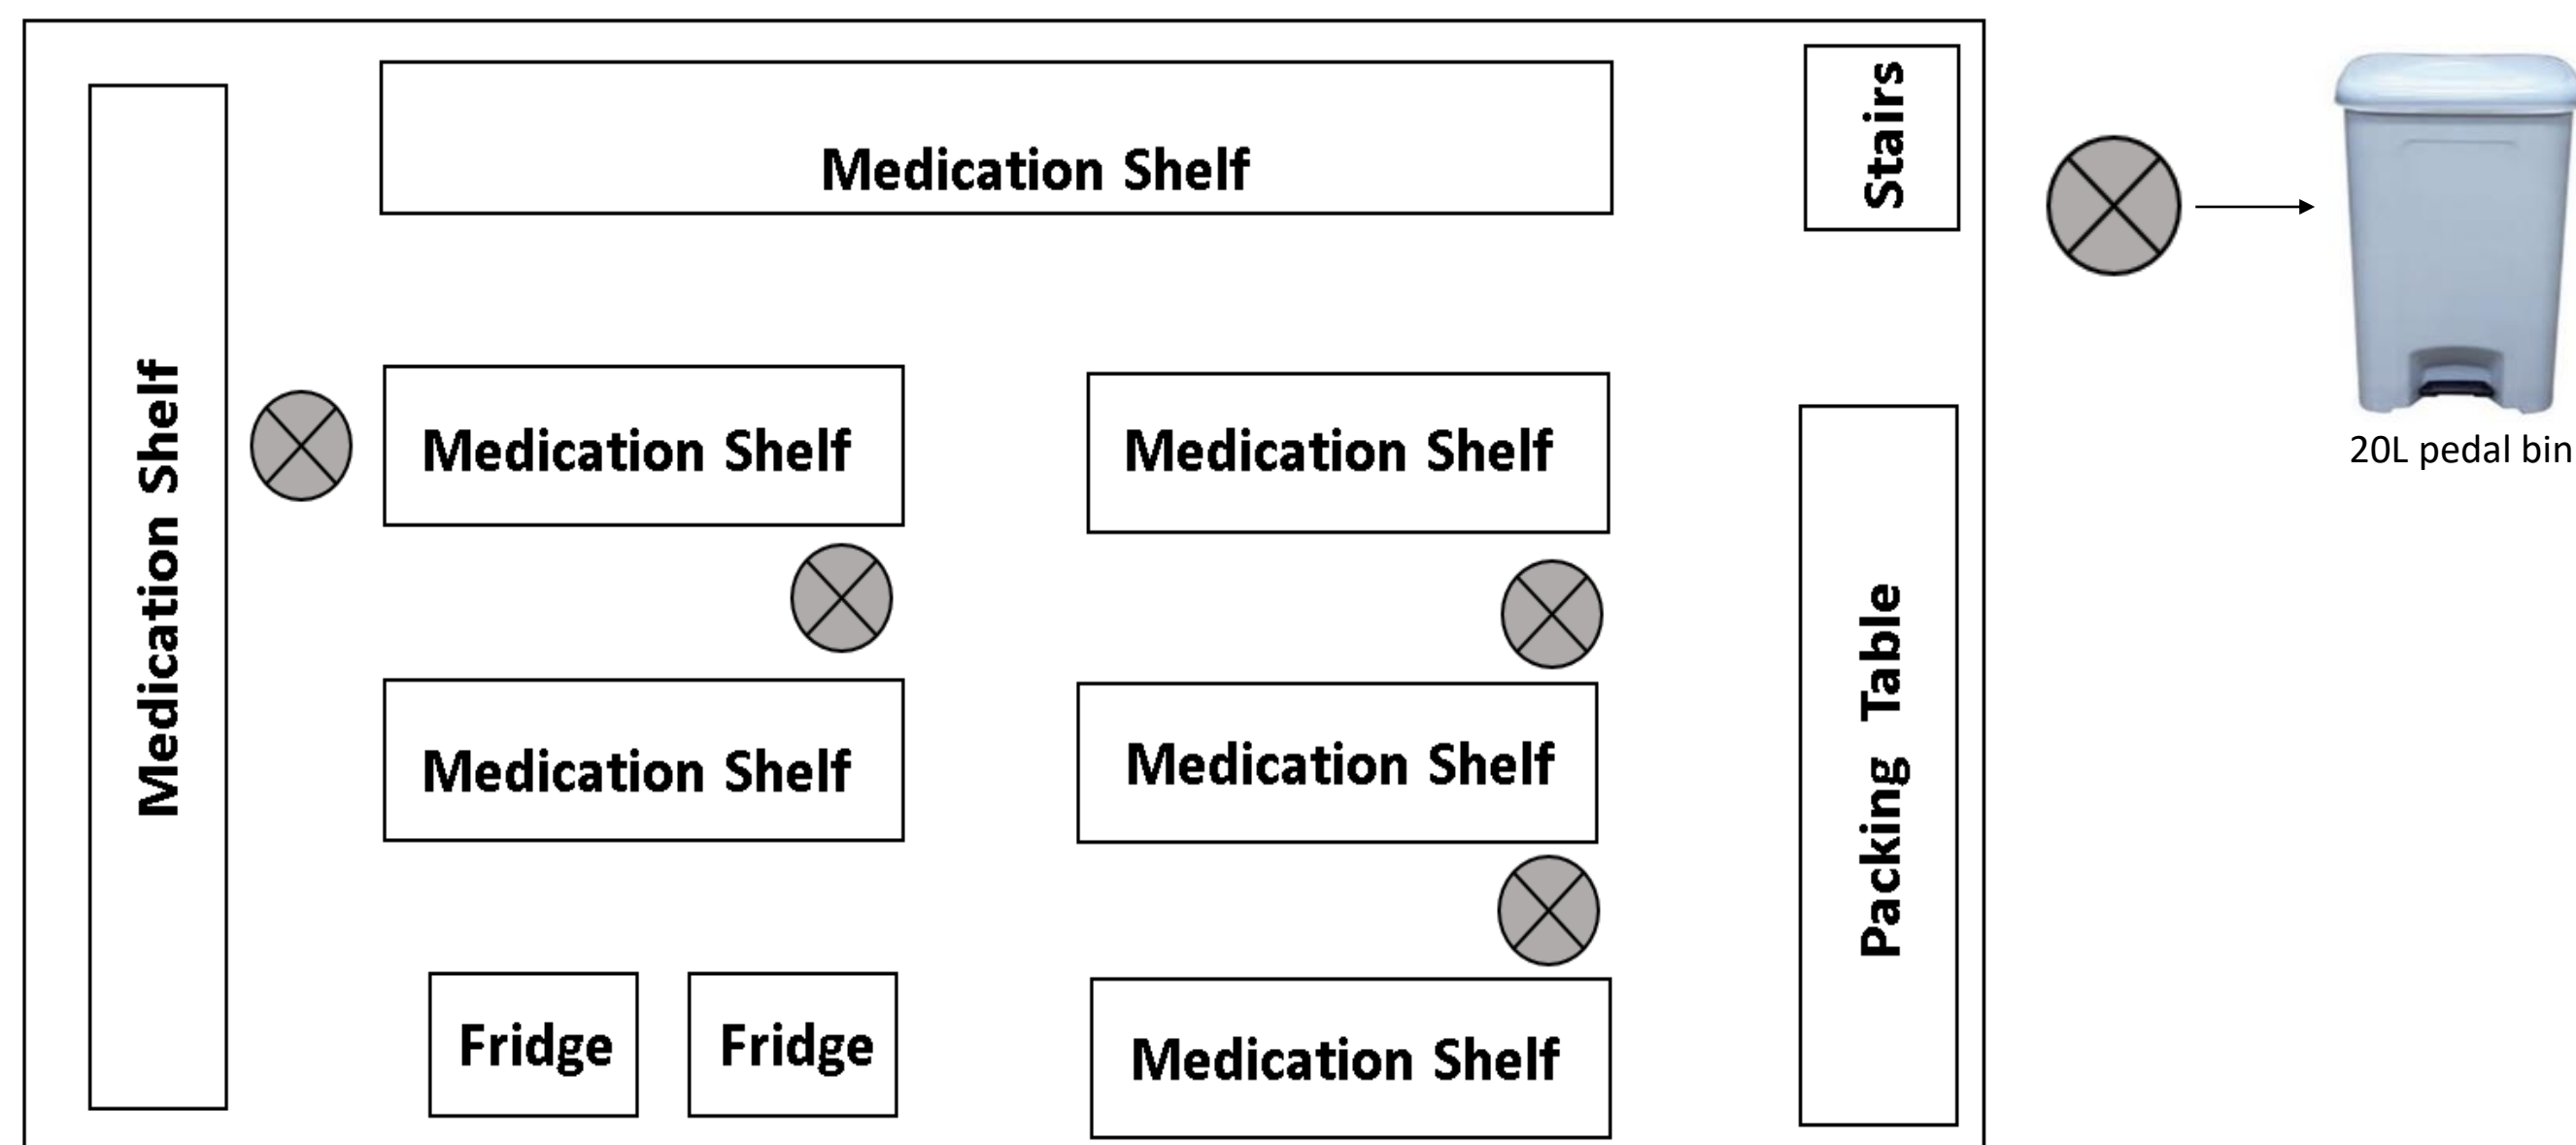 Medication Shelf
Stairs
Medication Shelf
20L pedal bin
Medication Shelf
Medication Shelf
Medication Shelf
Medication Shelf
Packing Table
Fridge
Fridge
Medication Shelf